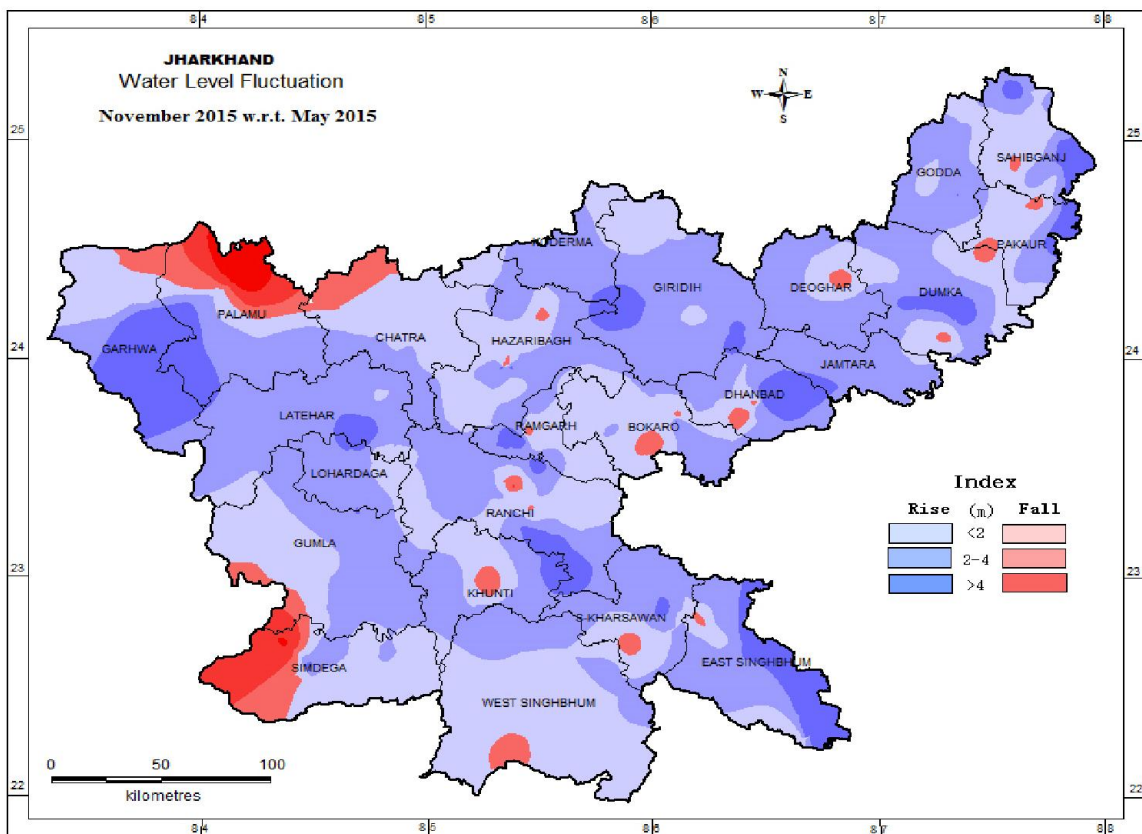 84 85 86 87 88
JHARKHAND
Water Level Fluctuation
November 2015 w.r.t. May 2015
N
W E
S
25 25
SAHIBGANJ
GODDA
KODERMA
PAKAUR
GIRIDIH
DEOGHAR
DUMKA
PALAMU
CHATRA
HAZARIBAGH
GARHWA
24 24
JAMTARA
DHANBAD
LATEHAR
RAMGARH
BOKARO
LOHARDAGA
Index
Rise (m) Fall
<2
2-4
>4
RANCHI
GUMLA
23 23
KHUNTI
S-KHARSAWAN
SIMDEGA
EAST SINGHBHUM
WEST SINGHBHUM
0 50 100
kilometres
22 22
84 85 86 87 88